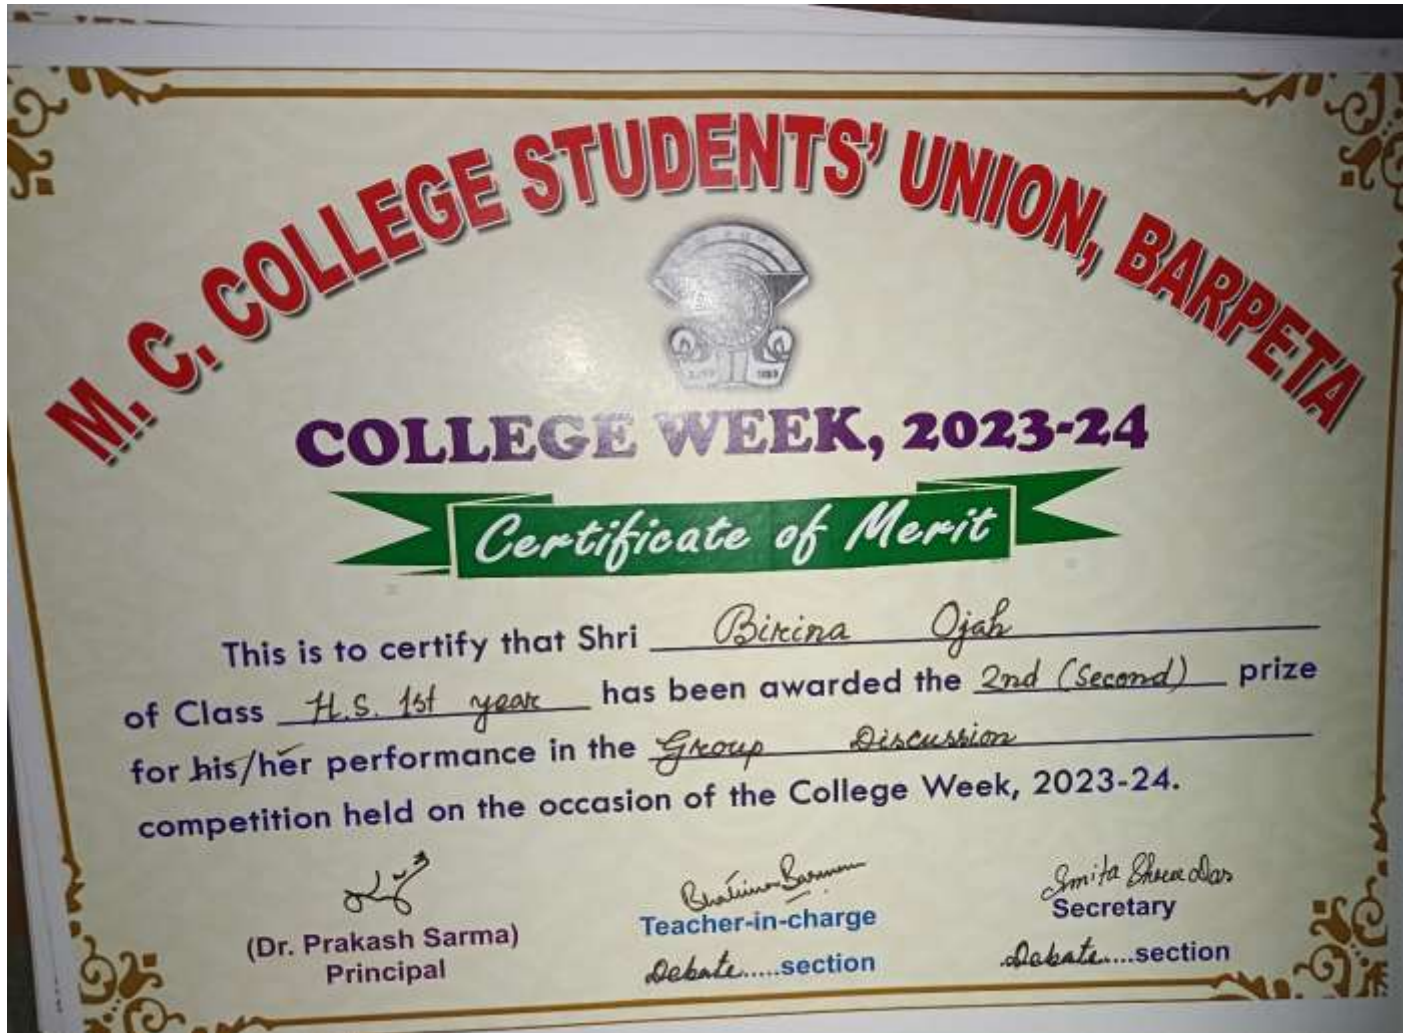 M. C. COLLEGE STUDENTS' UNION, BARPETA
COLLEGE WEEK, 2023-24
Certificate of Merit
This is to certify that Shri Birina Ojah
of Class H.S. 1st year has been awarded the 2nd (Second) prize
for his/her performance in the Group Discussion
competition held on the occasion of the College Week, 2023-24.
Barman Smita Shree Das
(Dr. Prakash Sarma) Teacher-in-charge Secretary
Principal Debate.....section Debate.....section